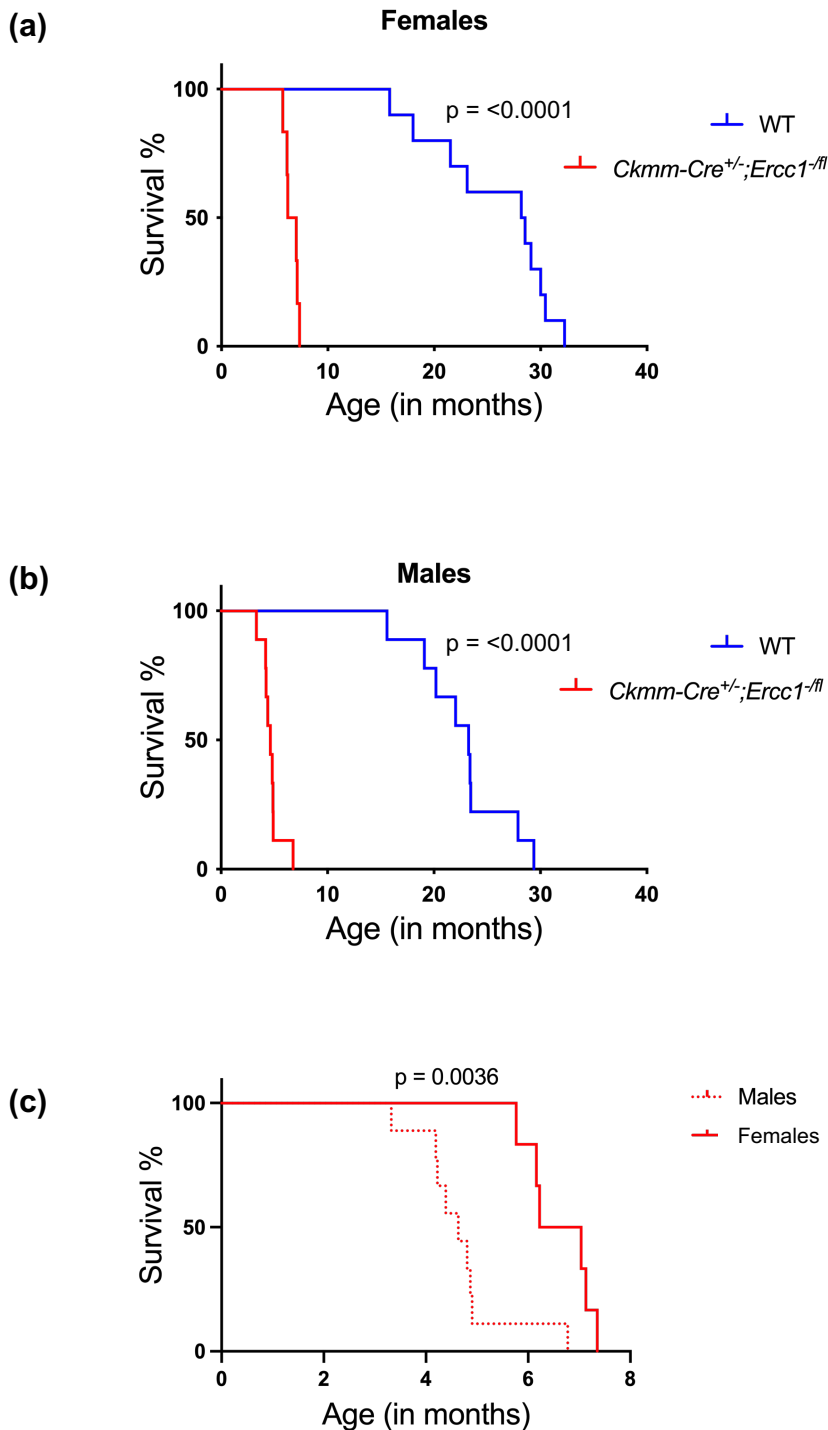 (a)
Females
100
50
0
Survival %
p = <0.0001
WT
Ckmm-Cre+/-;Ercc1-/fl
0 10 20 30 40
Age (in months)
(b)
Males
100
50
0
Survival %
p = <0.0001
WT
Ckmm-Cre+/-;Ercc1-/fl
0 10 20 30 40
Age (in months)
(c)
p = 0.0036
100
50
0
Survival %
Males
Females
0 2 4 6 8
Age (in months)